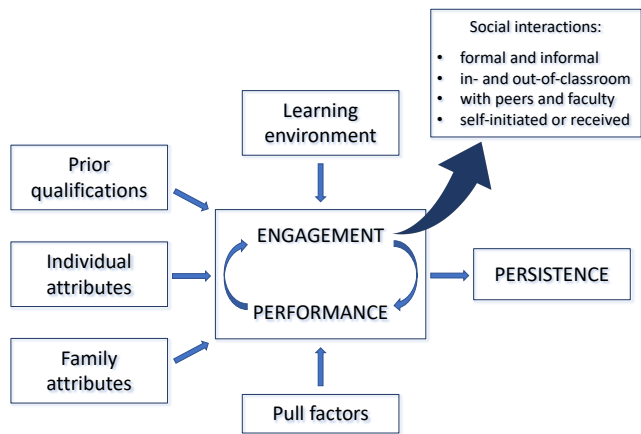 Social interactions:
• formal and informal
• in- and out-of-classroom
• with peers and faculty
• self-initiated or received
Learning
environment
Prior
qualifications
ENGAGEMENT
Individual
attributes
PERSISTENCE
PERFORMANCE
Family
attributes
Pull factors